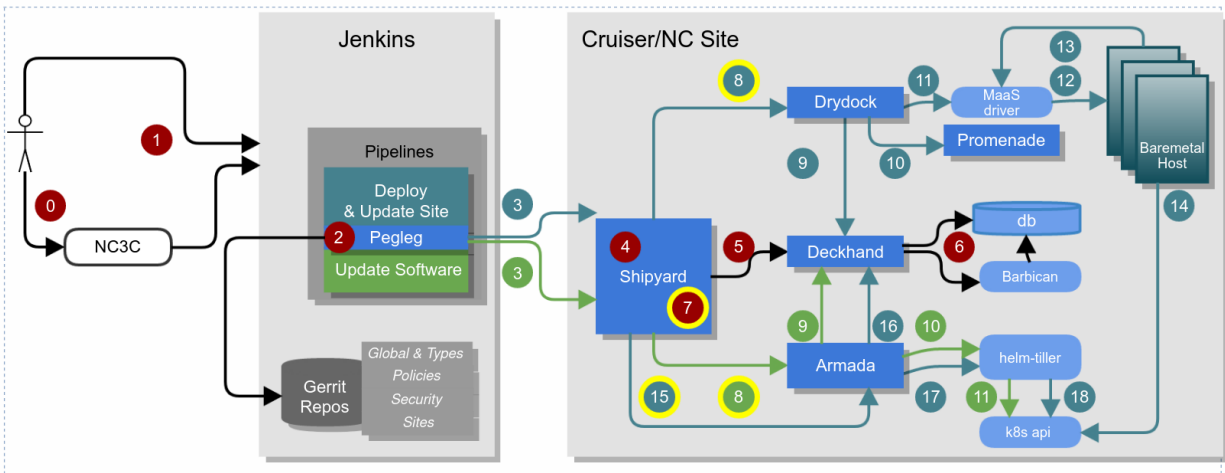 Jenkins
Cruiser/NC Site
1
0
NC3C
Pipelines
Deploy
& Update Site
2
Pegleg
Update Software
3
3
Gerrit
Repos
Global & Types
Policies
Security
Sites
4
Shipyard
7
5
8
Drydock
11
MaaS
driver
13
12
Baremetal
Host
9
10
Promenade
14
Deckhand
6
db
Barbican
9
16
10
Armada
17
helm-tiller
15
8
11
18
k8s api